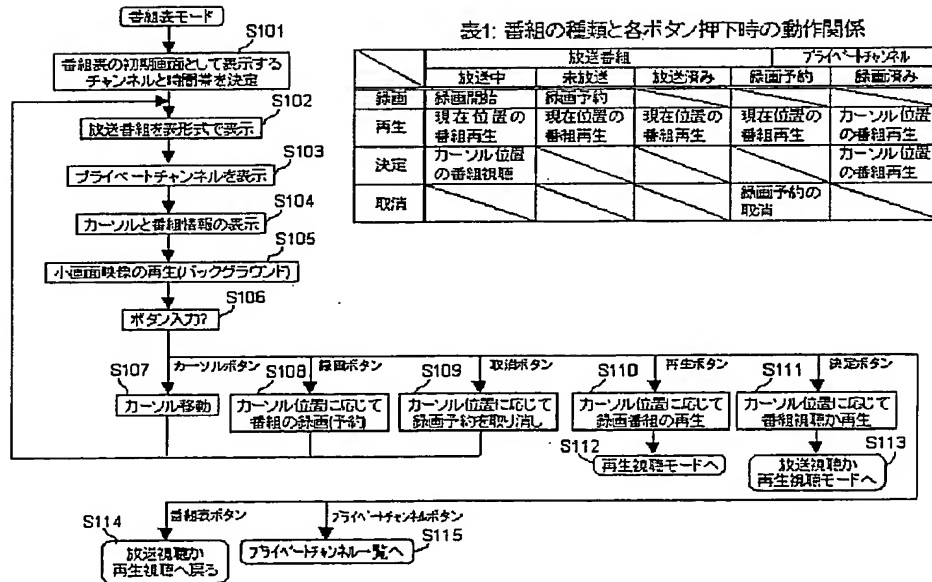 番組表モード
S101
番組表の初期画面として表示する
チャンネルと時間帯を決定
S102
放送番組を表形式で表示
S103
プライベートチャンネルを表示
S104
カーソルと番組情報の表示
S105
小画面映像の再生(バックグラウンド)
S106
ボタン入力?
表1: 番組の種類と各ボタン押下時の動作関係
放送番組 プライベートチャンネル
放送中 未放送 放送済み 録画予約 録画済み
録画 録画開始 録画予約
再生 現在位置の番組再生 現在位置の番組再生 現在位置の番組再生 現在位置の番組再生 カーソル位置の番組再生
決定 カーソル位置の番組視聴 カーソル位置の番組再生
取消 録画予約の取消
カーソルボタン 録画ボタン 取消ボタン 再生ボタン 決定ボタン
S107 S108 S109 S110 S111
カーソル移動
カーソル位置に応じて
番組の録画(予約)
カーソル位置に応じて
録画予約を取り消し
カーソル位置に応じて
録画番組の再生
カーソル位置に応じて
番組視聴か再生
S112
再生視聴モードへ
S113
放送視聴か
再生視聴モードへ
番組表ボタン プライベートチャンネルボタン
S114
放送視聴か
再生視聴へ戻る
プライベートチャンネル一覧へ
S115